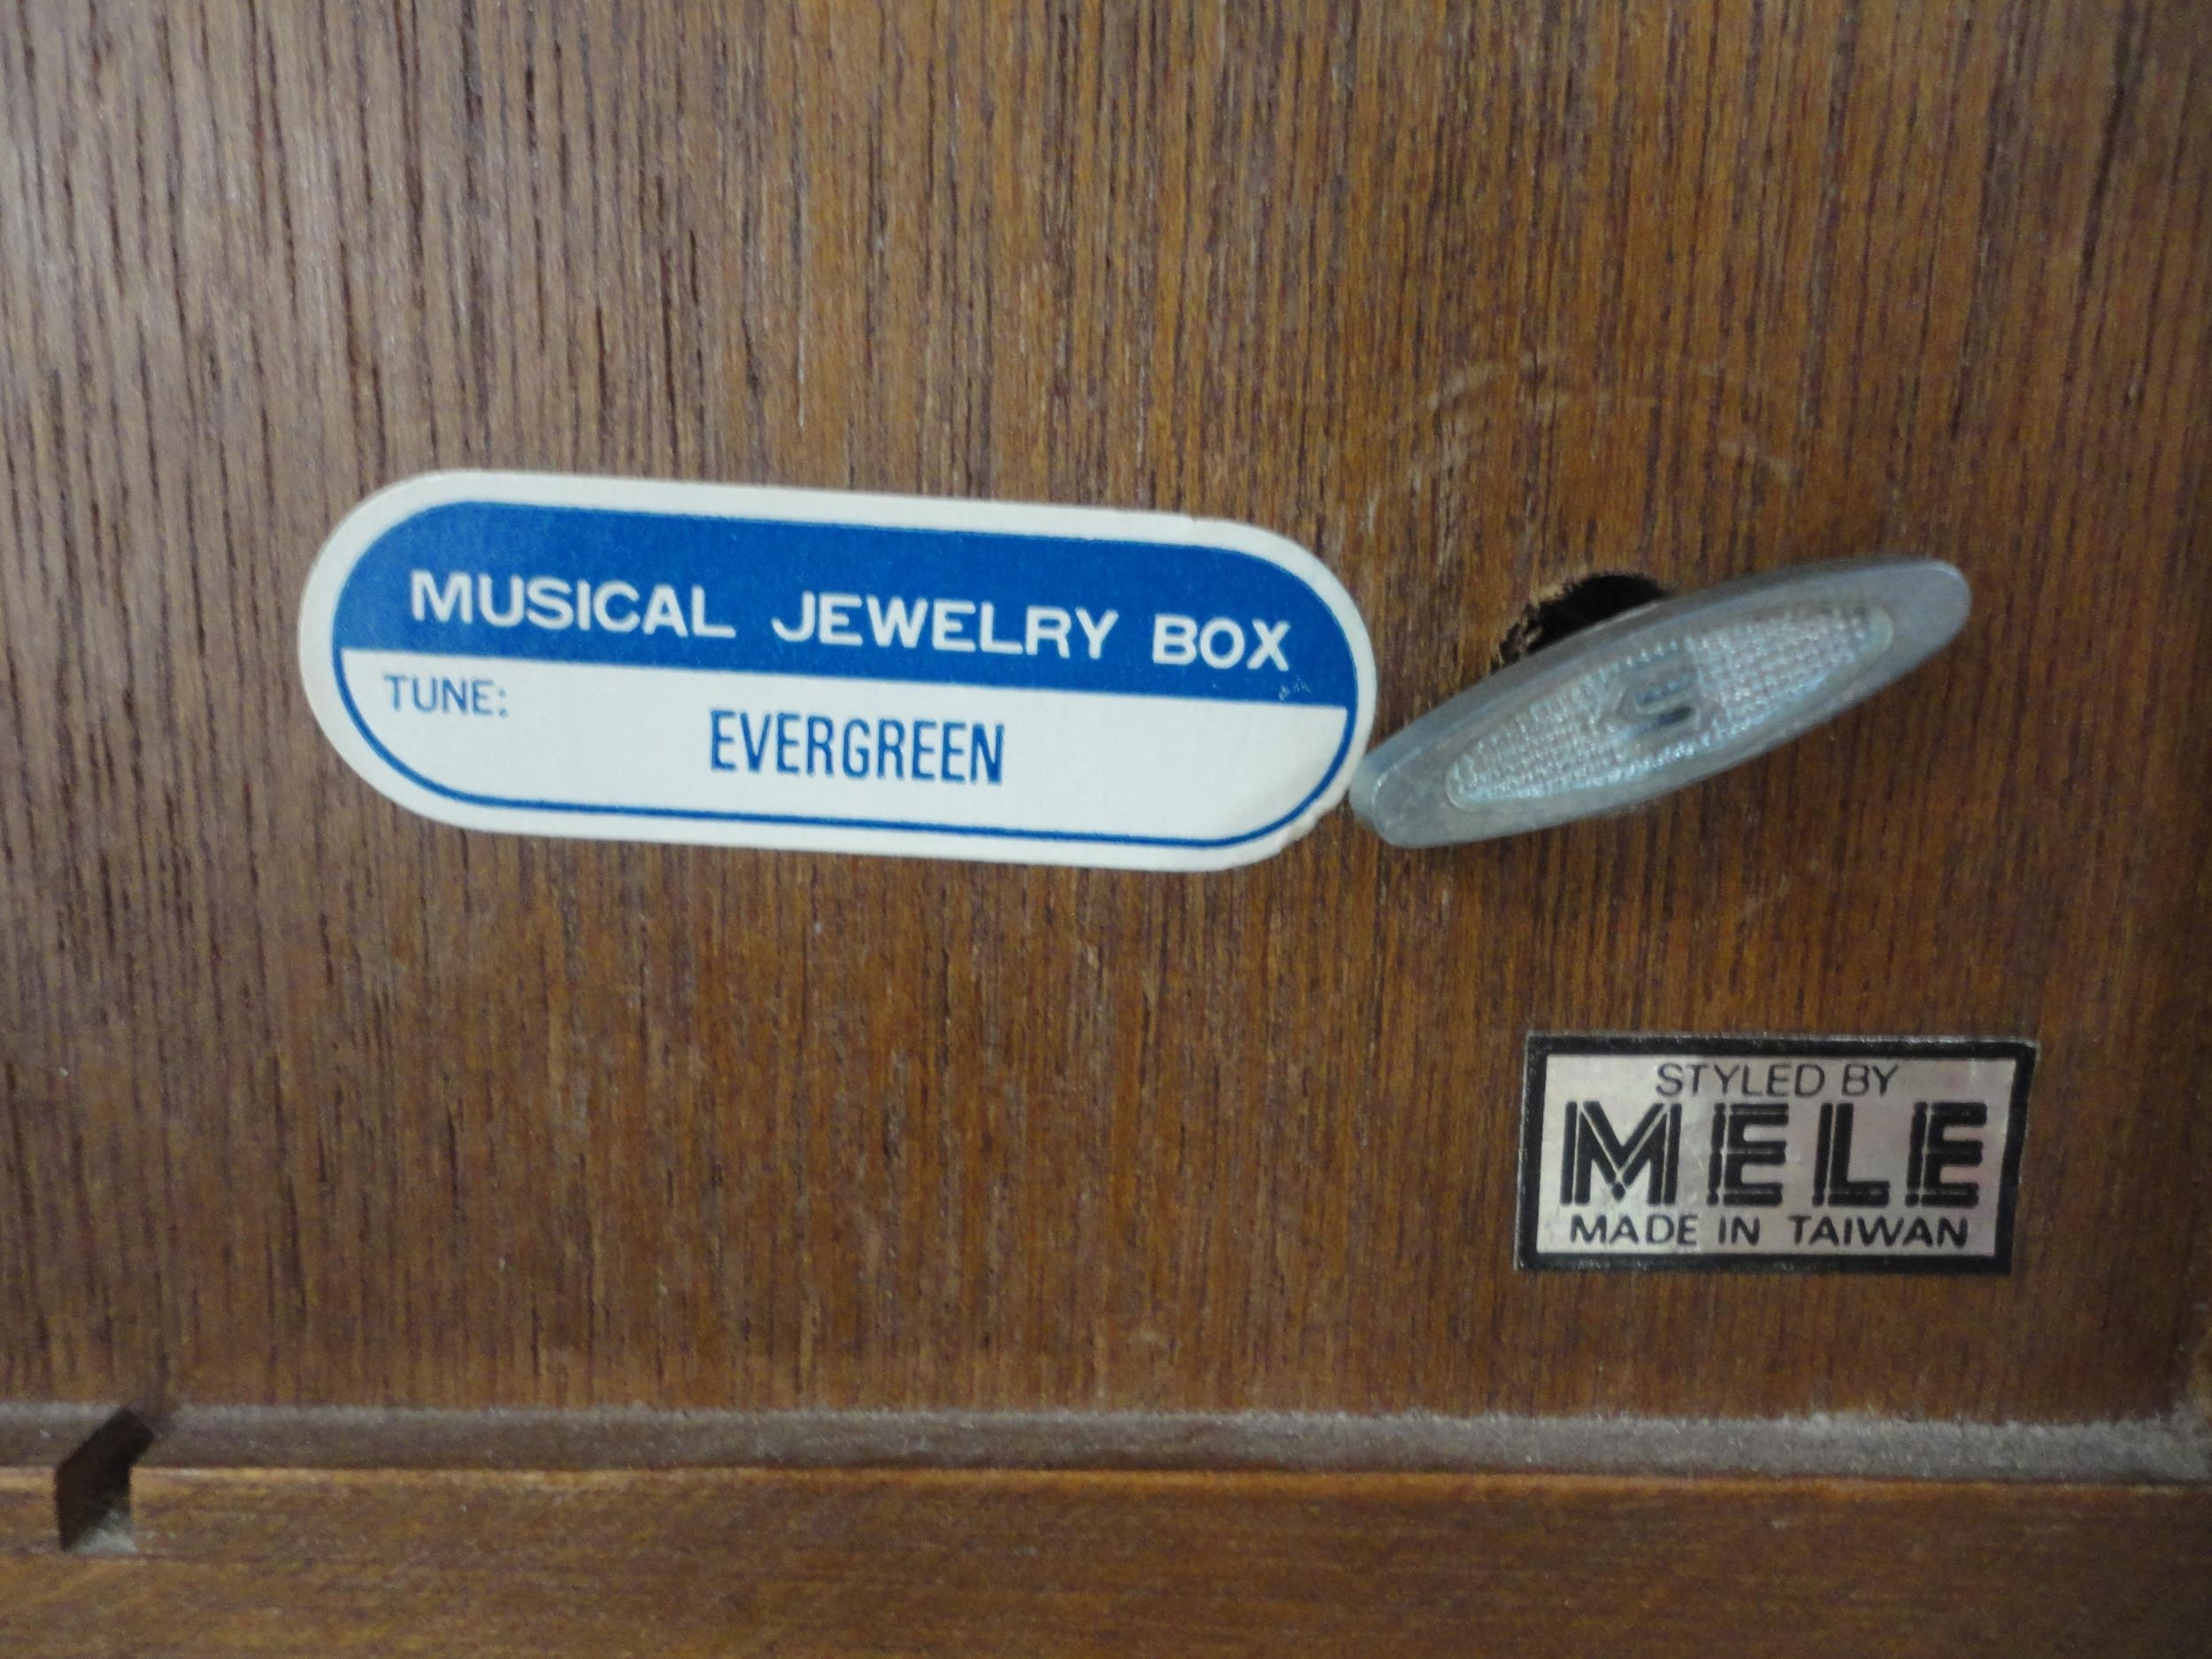 MUSICAL JEWELRY BOX
TUNE:
EVERGREEN
STYLED BY
MELE
MADE IN TAIWAN